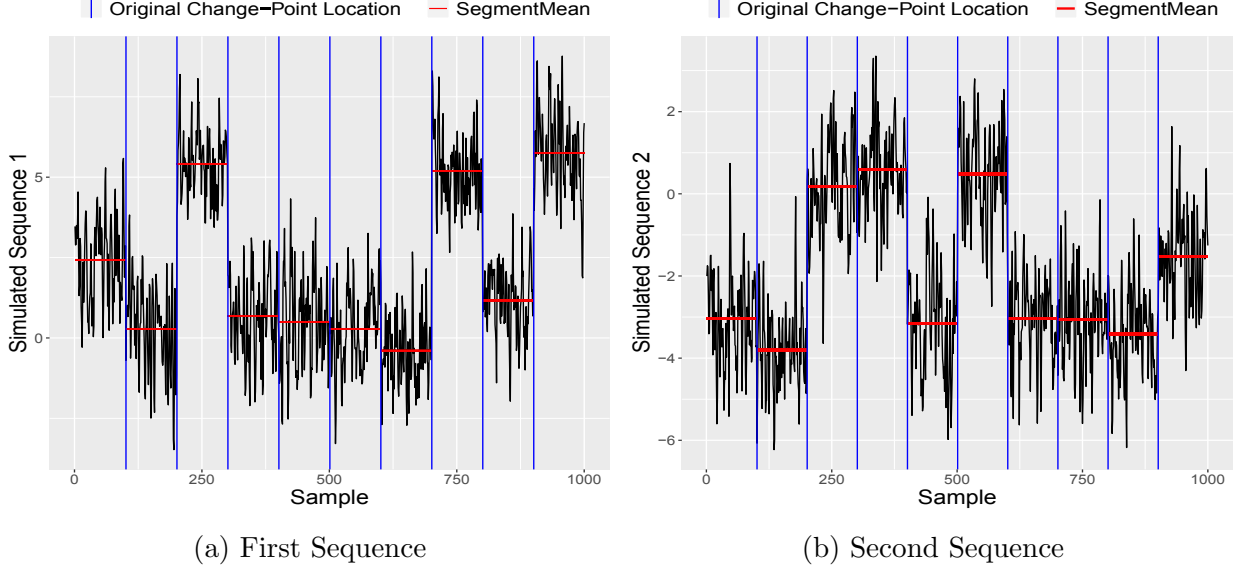 Original Change-Point Location SegmentMean
Simulated Sequence 1
5
0
0 250 500 750 1000
Sample
(a) First Sequence
Original Change-Point Location SegmentMean
Simulated Sequence 2
2
0
-2
-4
-6
0 250 500 750 1000
Sample
(b) Second Sequence